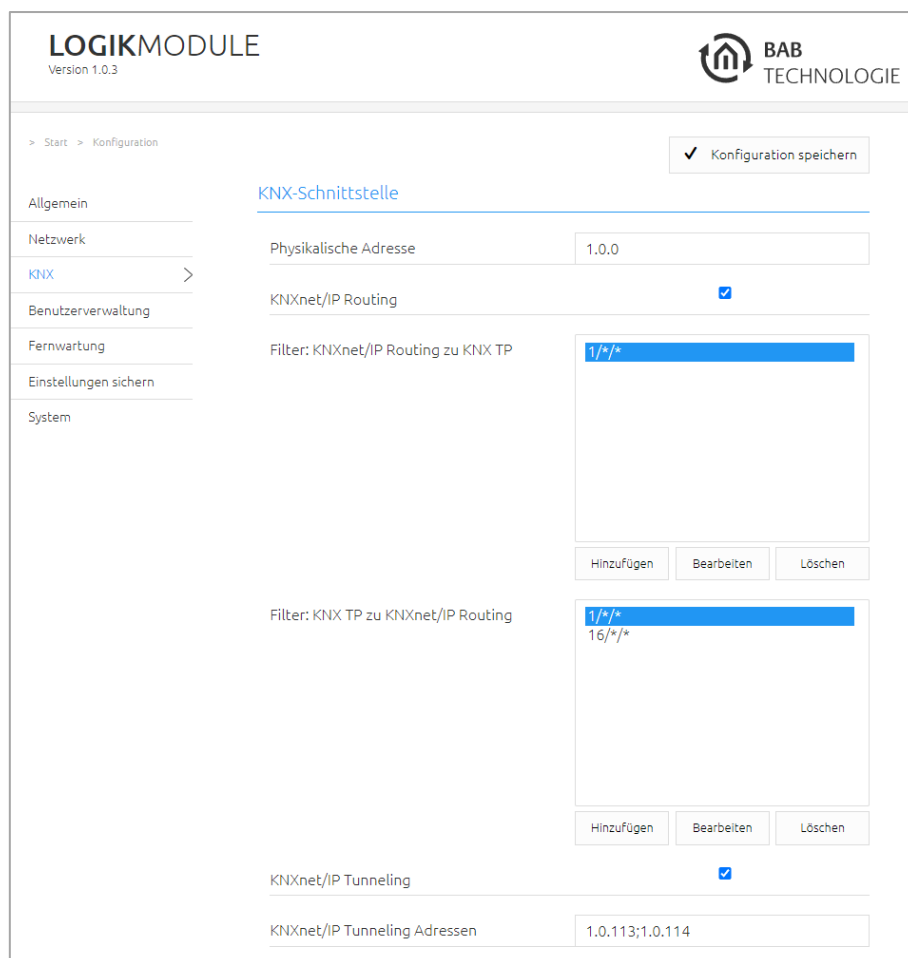 LOGIKMODULE
Version 1.0.3
BAB
TECHNOLOGIE
> Start > Konfiguration
Konfiguration speichern
Allgemein
Netzwerk
KNX
Benutzerverwaltung
Fernwartung
Einstellungen sichern
System
KNX-Schnittstelle
Physikalische Adresse 1.0.0
KNXnet/IP Routing
Filter: KNXnet/IP Routing zu KNX TP 1/*/*
Hinzufügen Bearbeiten Löschen
Filter: KNX TP zu KNXnet/IP Routing 1/*/*
16/*/*
Hinzufügen Bearbeiten Löschen
KNXnet/IP Tunneling
KNXnet/IP Tunneling Adressen 1.0.113;1.0.114